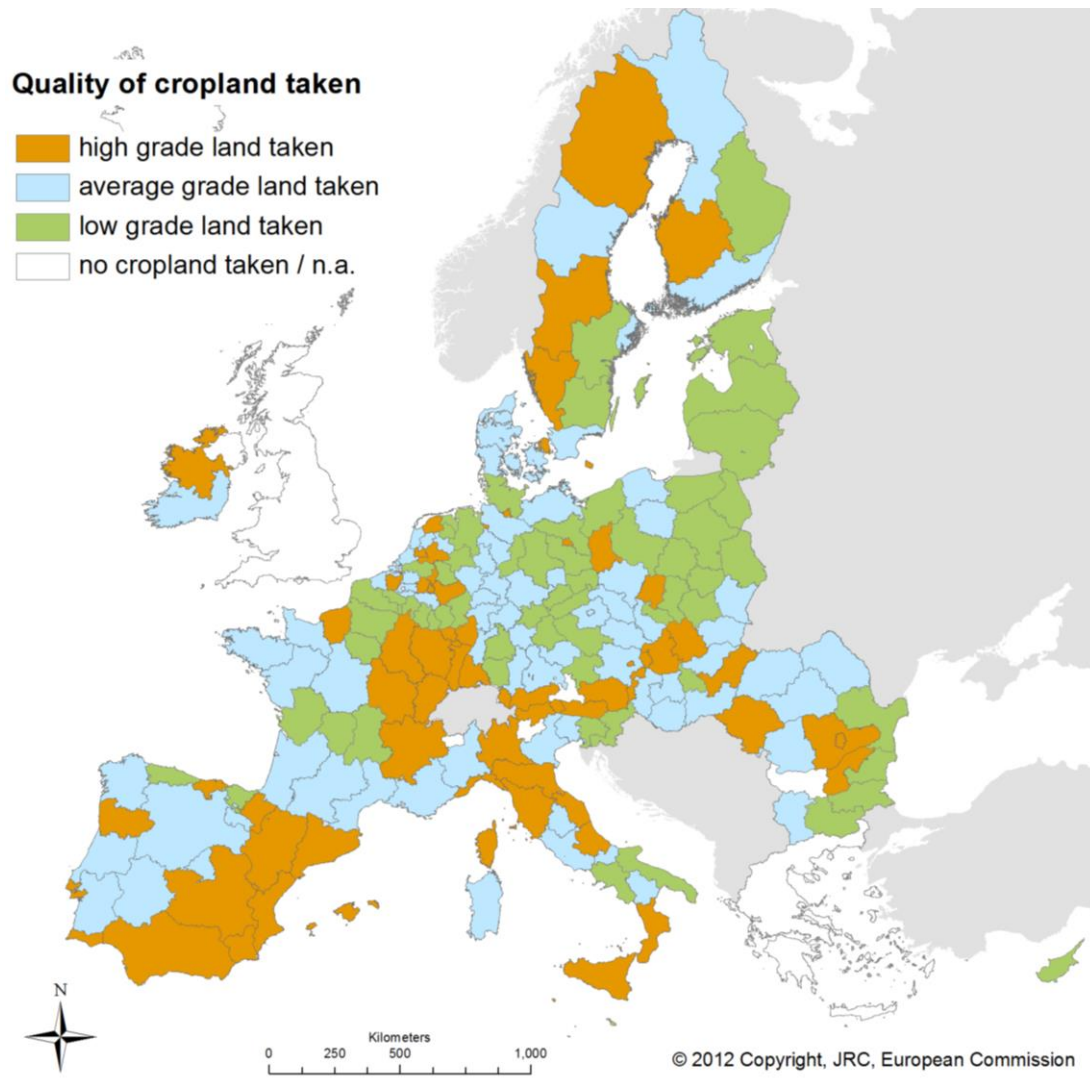 Quality of cropland taken
high grade land taken
average grade land taken
low grade land taken
no cropland taken / n.a.
N
Kilometers
0 250 500 1,000
© 2012 Copyright, JRC, European Commission